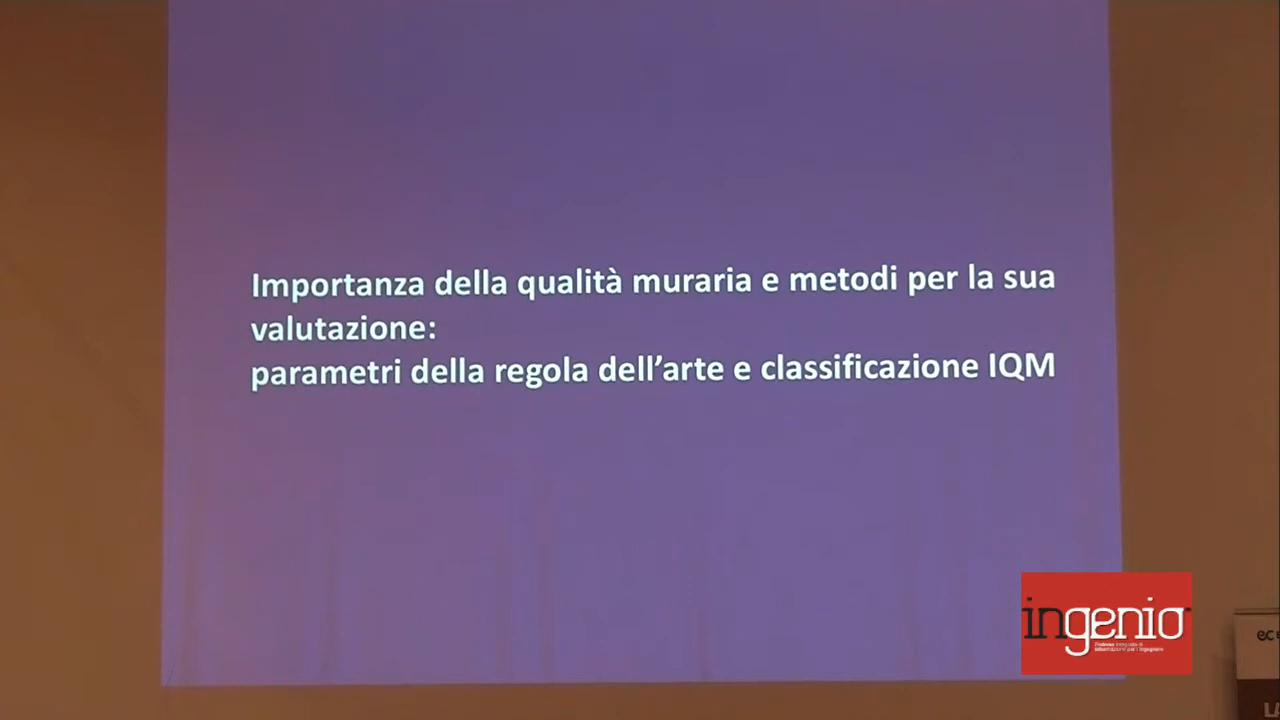 Importanza della qualità muraria e metodi per la sua
valutazione:
parametri della regola dell'arte e classificazione IQM
ingenio